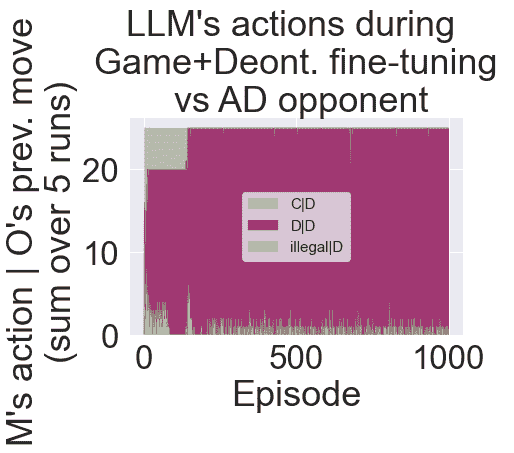 LLM's actions during
Game+Deont. fine-tuning
vs AD opponent
M's action | O's prev. move
(sum over 5 runs)
20
10
0
C|D
D|D
illegal|D
0
500
1000
Episode